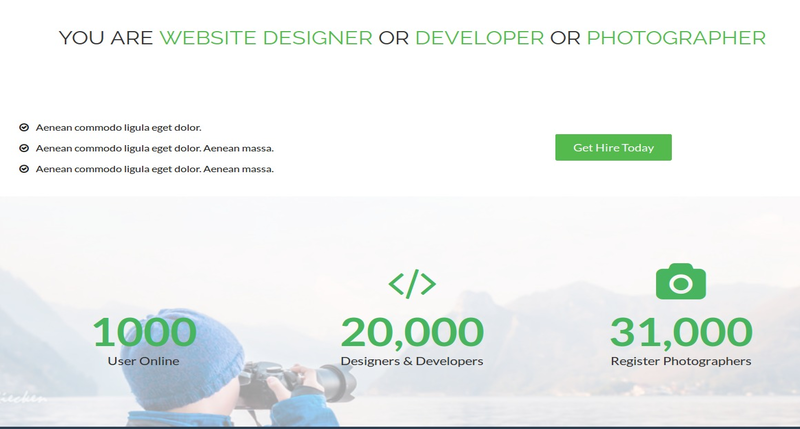 YOU ARE WEBSITE DESIGNER OR DEVELOPER OR PHOTOGRAPHER
Aenean commodo ligula eget dolor.
Aenean commodo ligula eget dolor. Aenean massa.
Aenean commodo ligula eget dolor. Aenean massa.
Get Hire Today
</>
1000
User Online
20,000
Designers & Developers
31,000
Register Photographers